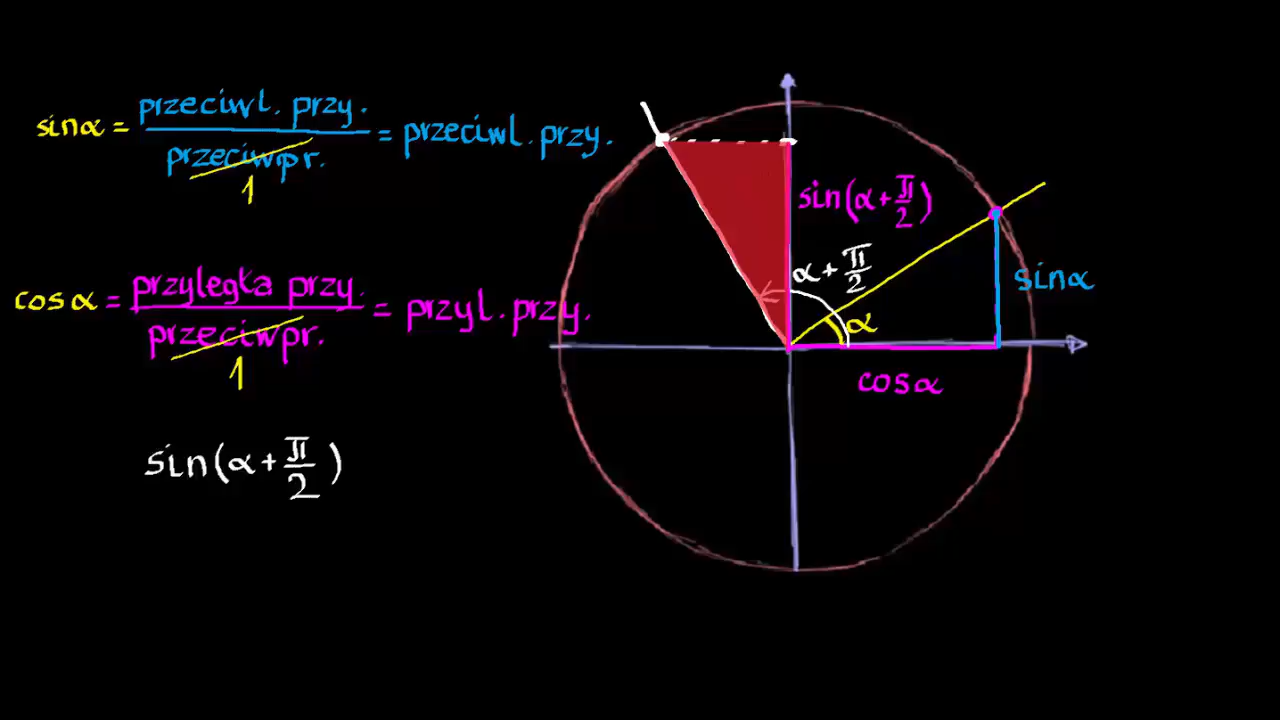 sinα = przeciwl. przy. / przeciwpr. = przeciwl. przy.
1
cosα = przyległa przy. / przeciwpr. = przyl. przy.
1
sin(α + π/2)
sin(α + π/2)
α + π/2
α
sinα
cosα